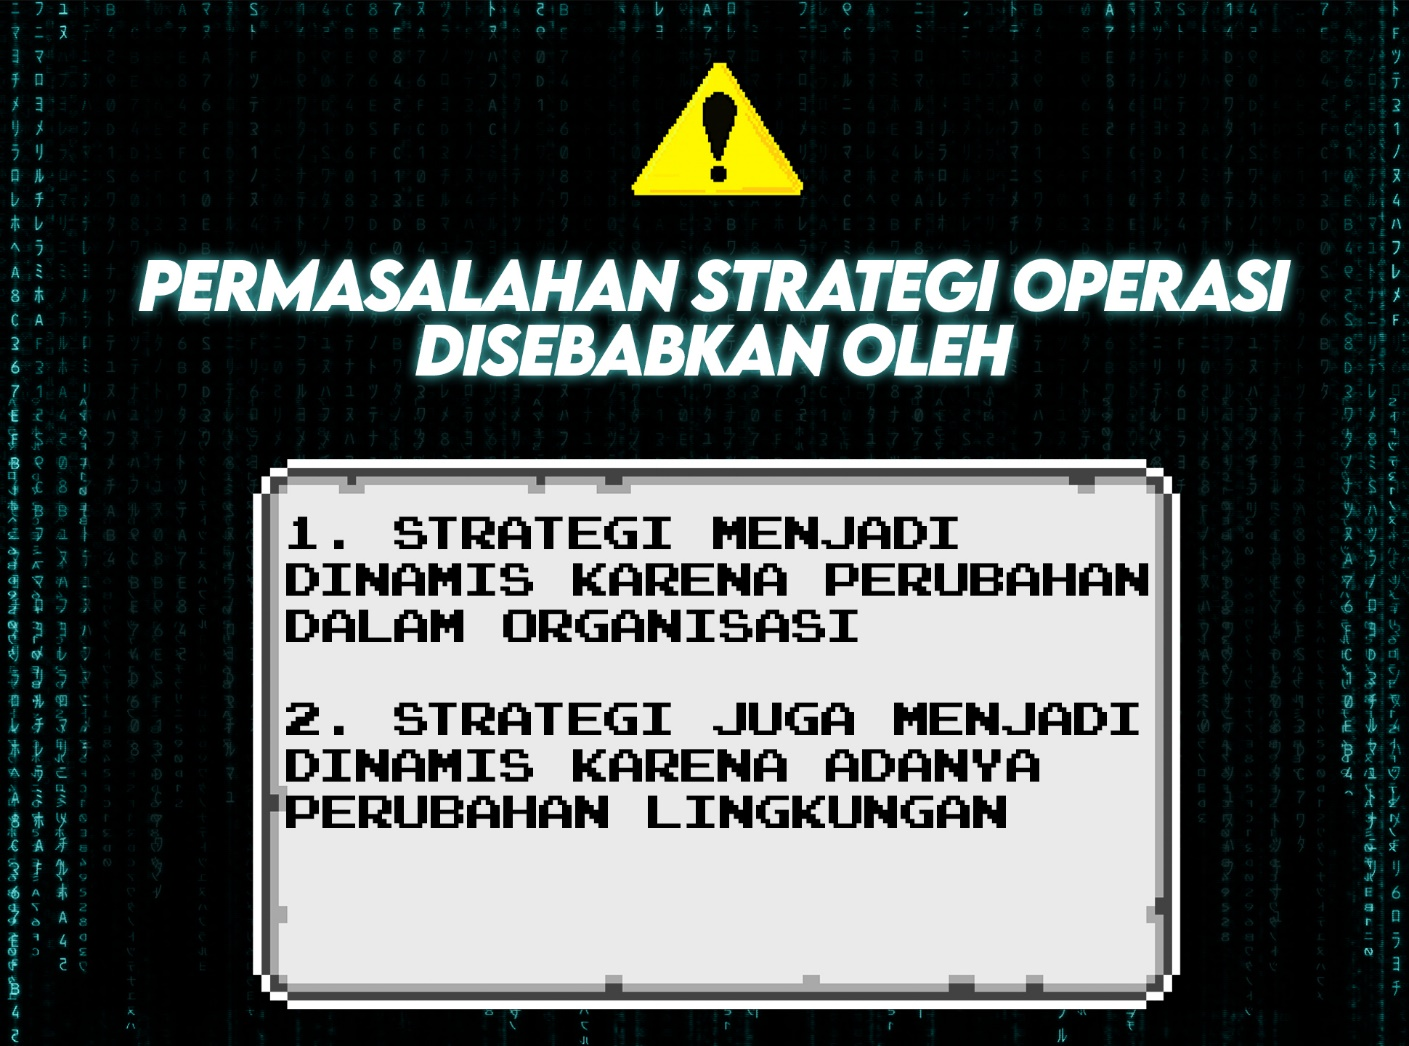 PERMASALAHAN STRATEGI OPERASI
DISEBABKAN OLEH
1. STRATEGI MENJADI
DINAMIS KARENA PERUBAHAN
DALAM ORGANISASI
2. STRATEGI JUGA MENJADI
DINAMIS KARENA ADANYA
PERUBAHAN LINGKUNGAN